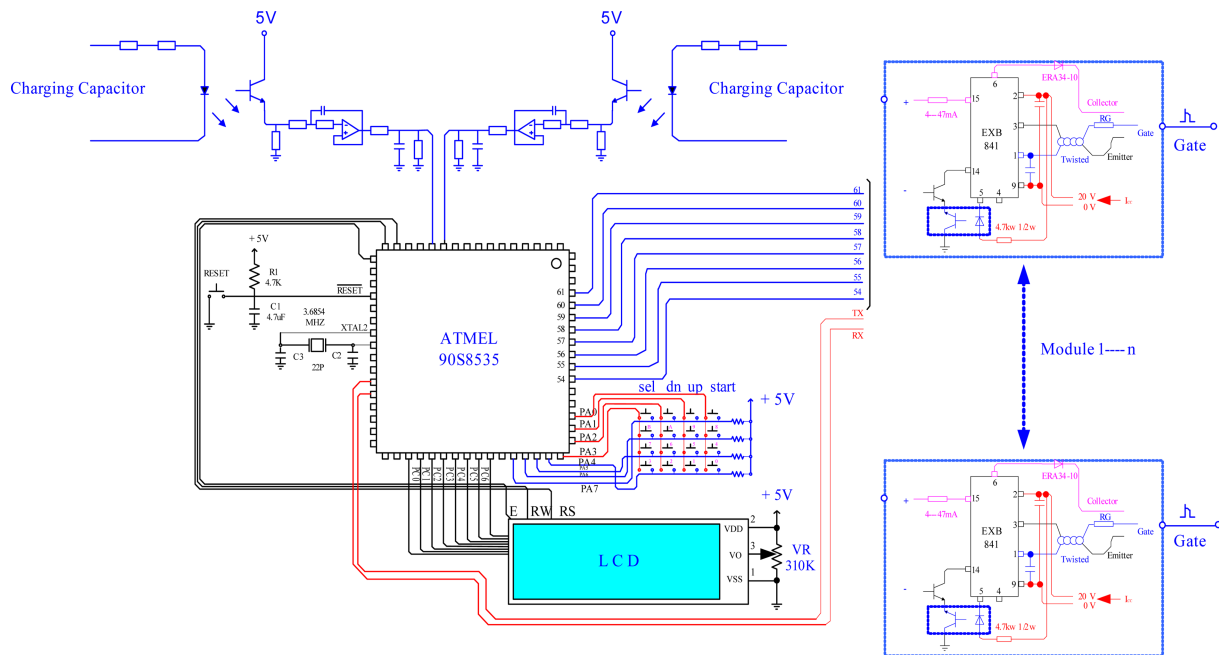 5V
5V
Charging Capacitor
Charging Capacitor
ERA34-10
6
+
15
2
4---47mA
Collector
EXB
841
3
RG
Gate
1
Twisted
Emitter
14
9
-
5
4
20 V
0 V
4.7kw 1/2w
Gate
61
60
59
58
57
56
55
54
TX
RX
+ 5V
R1
4.7K
RESET
RESET
C1
4.7uF
3.6854
MHZ
XTAL2
C3
C2
22P
ATMEL
90S8535
61
60
59
58
57
56
55
54
Module 1----n
sel dn up start
+ 5V
PA0
PA1
PA2
PA3
PA4
PA5
PA7
PC0
PC1
PC2
PC3
PC4
PC5
PC6
E RW RS
+ 5V
LCD
VDD
2
VO
3
VSS
1
VR
310K
ERA34-10
6
+
15
2
4---47mA
Collector
EXB
841
3
RG
Gate
1
Twisted
Emitter
14
9
-
5
4
20 V
0 V
4.7kw 1/2w
Gate